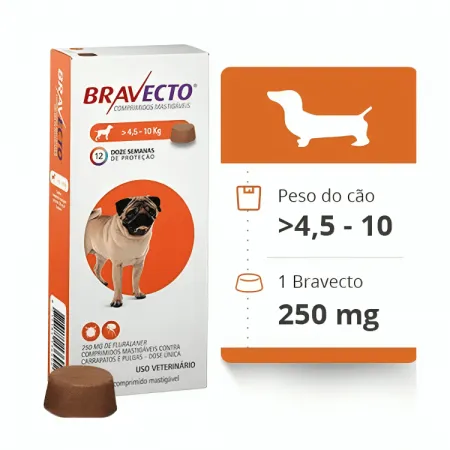 BRAVECTO
BRAVECTO®
COMPRIMIDOS MASTIGÁVEIS
> 4,5 - 10 Kg
12 DOZE SEMANAS
DE PROTEÇÃO
250 MG DE FLURALANER
COMPRIMIDOS MASTIGÁVEIS CONTRA
CARRAPATOS E PULGAS - DOSE ÚNICA
USO VETERINÁRIO
comprimido mastigável
Peso do cão
>4,5 - 10
1 Bravecto
250 mg